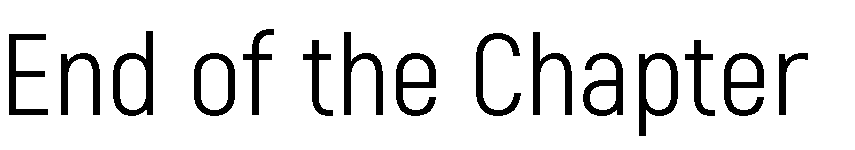 End of the Chapter